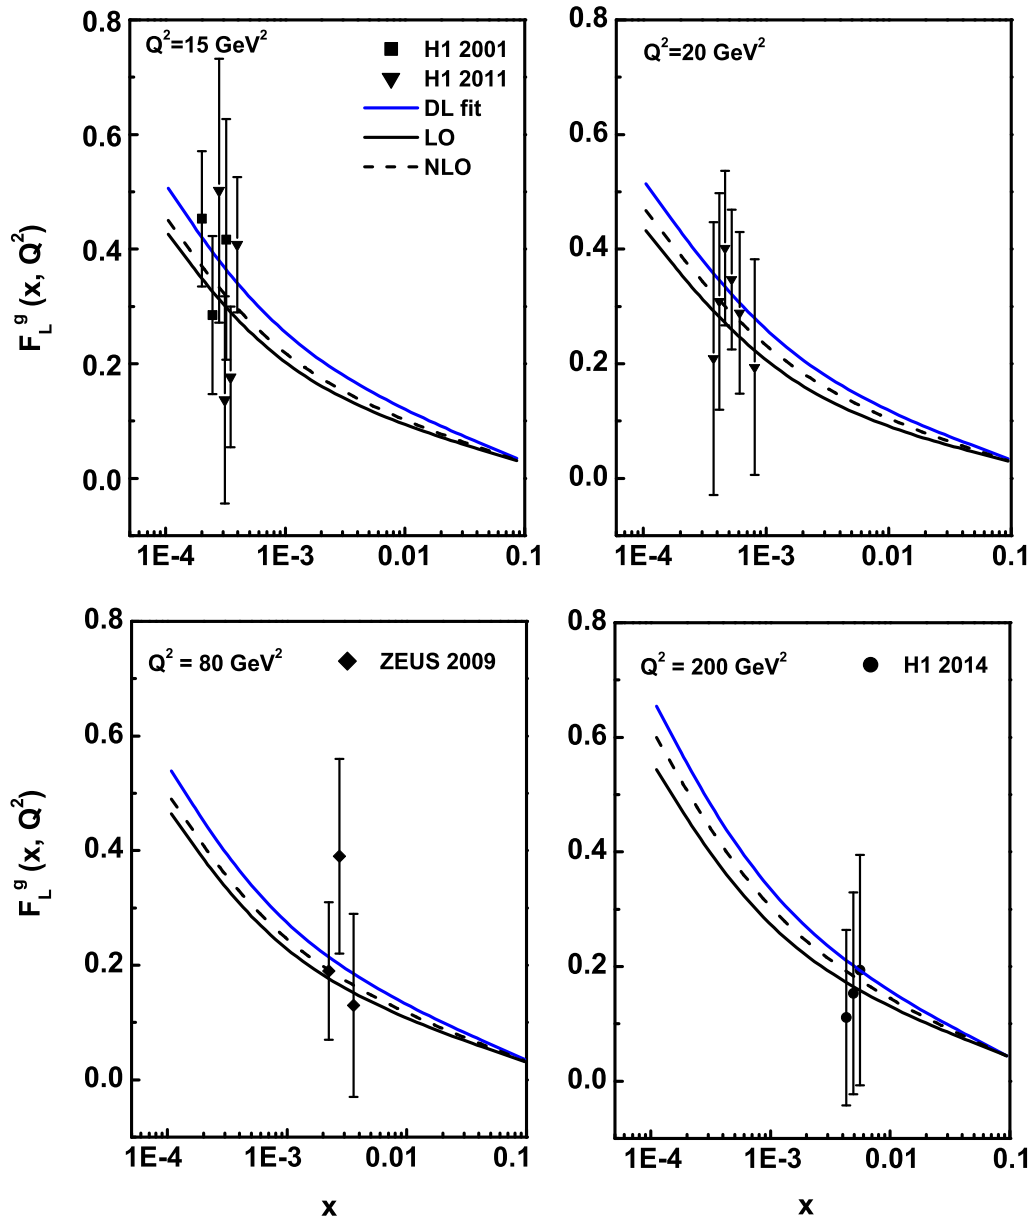 Q²=15 GeV²
H1 2001
H1 2011
DL fit
LO
NLO
0.8
0.6
0.4
0.2
0.0
F_L^g (x, Q²)
1E-4 1E-3 0.01 0.1
Q²=20 GeV²
0.8
0.6
0.4
0.2
0.0
1E-4 1E-3 0.01 0.1
Q² = 80 GeV²
ZEUS 2009
0.8
0.6
0.4
0.2
0.0
F_L^g (x, Q²)
1E-4 1E-3 0.01 0.1
x
Q² = 200 GeV²
H1 2014
0.8
0.6
0.4
0.2
0.0
1E-4 1E-3 0.01 0.1
x